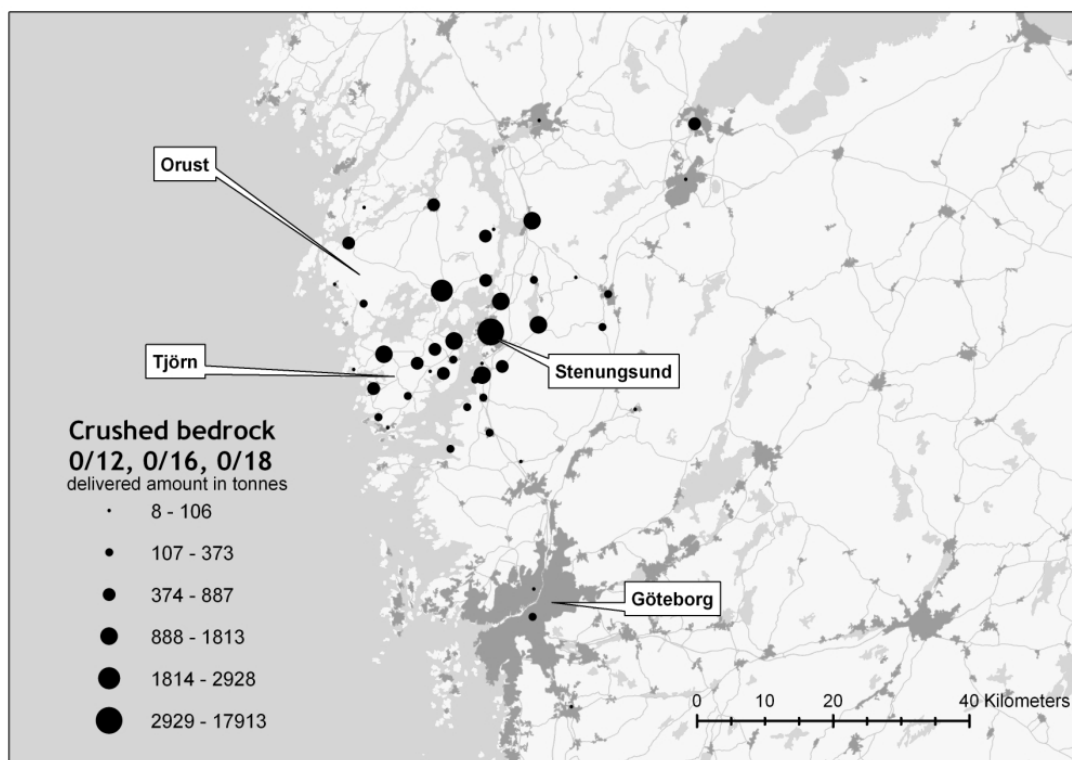 Orust
Tjörn
Stenungsund
Crushed bedrock
0/12, 0/16, 0/18
delivered amount in tonnes
8 - 106
107 - 373
374 - 887
888 - 1813
1814 - 2928
2929 - 17913
Göteborg
0 10 20 40 Kilometers